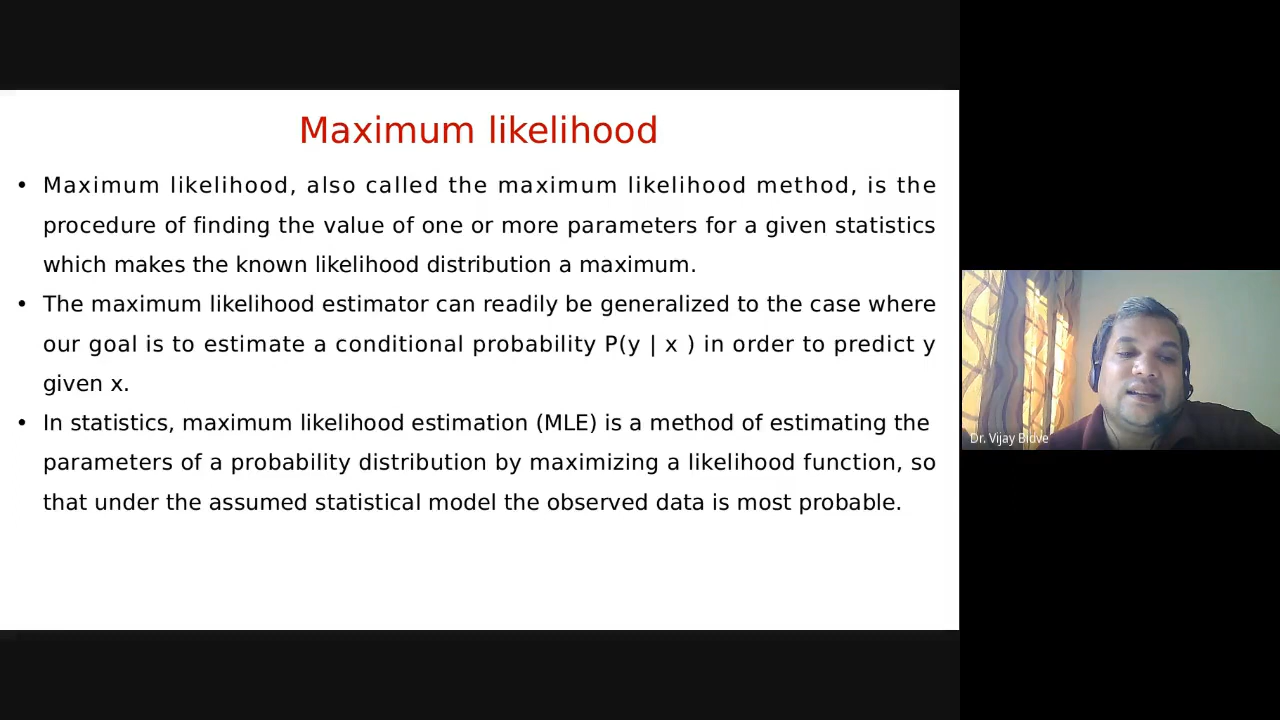 Maximum likelihood
• Maximum likelihood, also called the maximum likelihood method, is the
procedure of finding the value of one or more parameters for a given statistics
which makes the known likelihood distribution a maximum.
• The maximum likelihood estimator can readily be generalized to the case where
our goal is to estimate a conditional probability P(y | x ) in order to predict y
given x.
• In statistics, maximum likelihood estimation (MLE) is a method of estimating the
parameters of a probability distribution by maximizing a likelihood function, so
that under the assumed statistical model the observed data is most probable.
Dr. Vijay Bidve